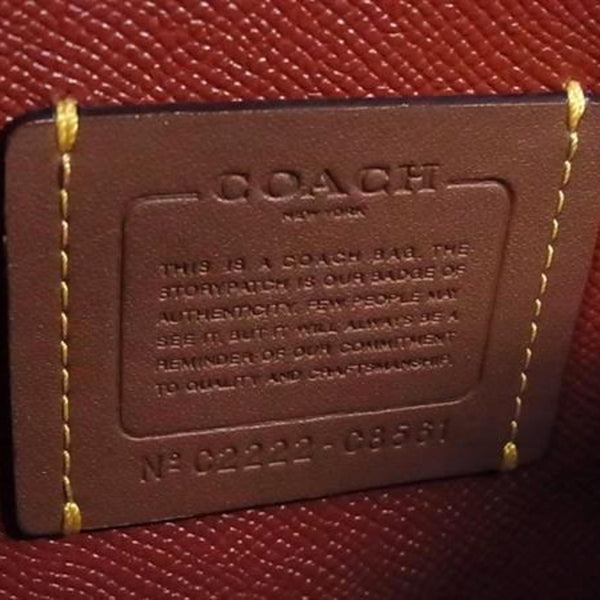 COACH
NEW YORK
THIS IS A COACH BAG. THE
STORYPATCH IS OUR BADGE OF
AUTHENTICITY. FEW PEOPLE MAY
SEE IT, BUT IT WILL ALWAYS BE A
REMINDER OF OUR COMMITMENT
TO QUALITY AND CRAFTSMANSHIP.
Nº C2222-C8561